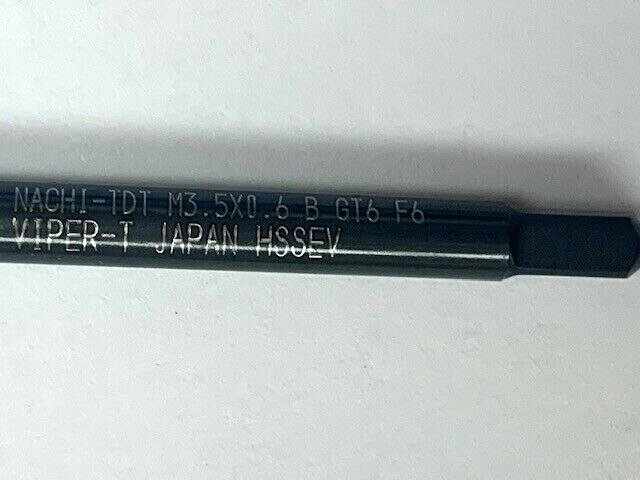 NACHI-TDT M3.5X0.6 B GT6 F6
VIPER-T JAPAN HSSEV